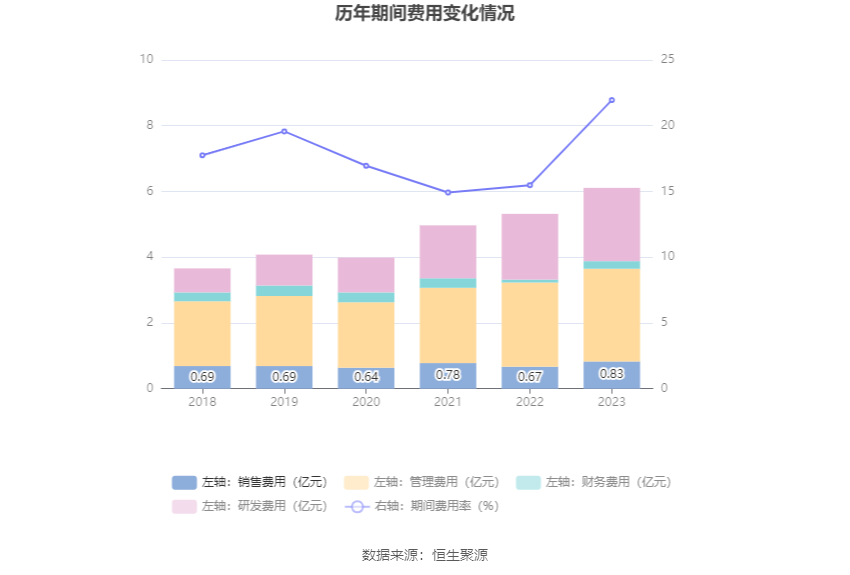 历年期间费用变化情况
10 25
8 20
6 15
4 10
2 5
0 0
0.69 0.69 0.64 0.78 0.67 0.83
2018 2019 2020 2021 2022 2023
左轴：销售费用（亿元） 左轴：管理费用（亿元） 左轴：财务费用（亿元）
左轴：研发费用（亿元） 右轴：期间费用率（%）
数据来源：恒生聚源